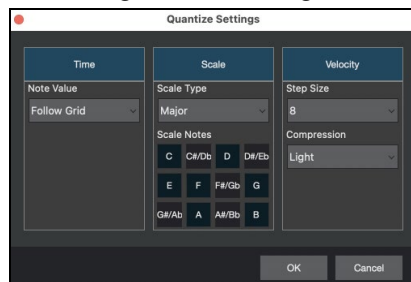 Quantize Settings
Time
Scale
Velocity
Note Value
Scale Type
Step Size
Follow Grid
Major
8
Scale Notes
Compression
C C#/Db D D#/Eb
Light
E F F#/Gb G
G#/Ab A A#/Bb B
OK Cancel